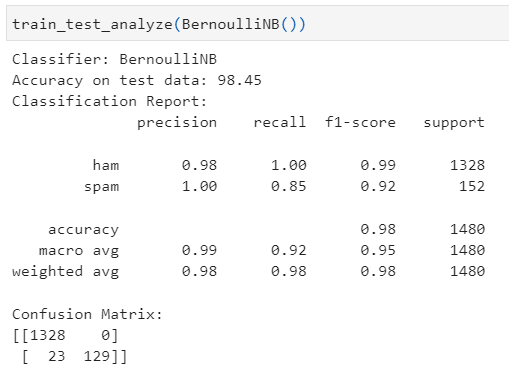 train_test_analyze(BernoulliNB())
Classifier: BernoulliNB
Accuracy on test data: 98.45
Classification Report:
precision recall f1-score support
ham 0.98 1.00 0.99 1328
spam 1.00 0.85 0.92 152
accuracy 0.98 1480
macro avg 0.99 0.92 0.95 1480
weighted avg 0.98 0.98 0.98 1480
Confusion Matrix:
[[1328 0]
[ 23 129]]